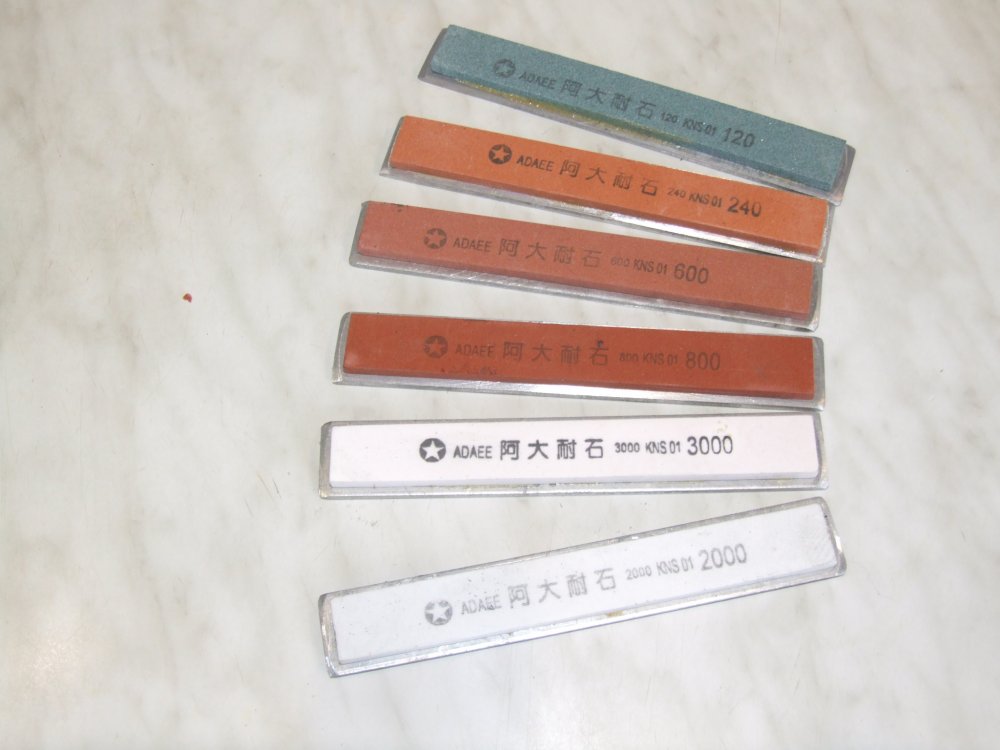 ADAEE 阿大耐石 120 KNS 01 120
ADAEE 阿大耐石 240 KNS 01 240
ADAEE 阿大耐石 600 KNS 01 600
ADAEE 阿大耐石 800 KNS 01 800
ADAEE 阿大耐石 3000 KNS 01 3000
ADAEE 阿大耐石 2000 KNS 01 2000